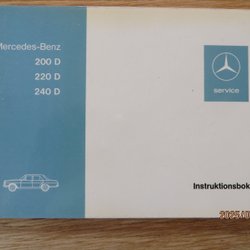 Mercedes-Benz
200 D
220 D
240 D
service
Instruktionsbok